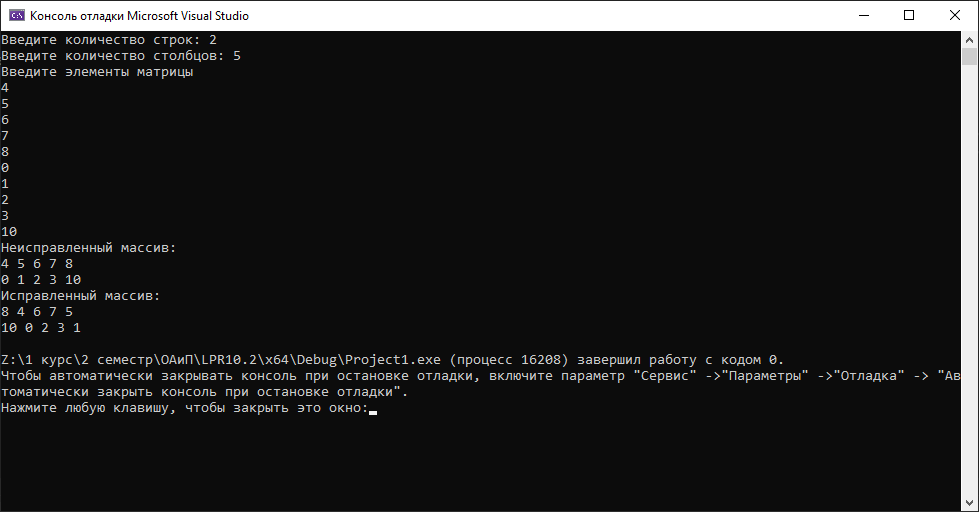 Консоль отладки Microsoft Visual Studio
Введите количество строк: 2
Введите количество столбцов: 5
Введите элементы матрицы
4
5
6
7
8
0
1
2
3
10
Неисправленный массив:
4 5 6 7 8
0 1 2 3 10
Исправленный массив:
8 4 6 7 5
10 0 2 3 1
Z:\1 курс\2 семестр\ОАиП\LPR10.2\x64\Debug\Project1.exe (процесс 16208) завершил работу с кодом 0.
Чтобы автоматически закрывать консоль при остановке отладки, включите параметр "Сервис" ->"Параметры" ->"Отладка" -> "Ав
томатически закрыть консоль при остановке отладки".
Нажмите любую клавишу, чтобы закрыть это окно: